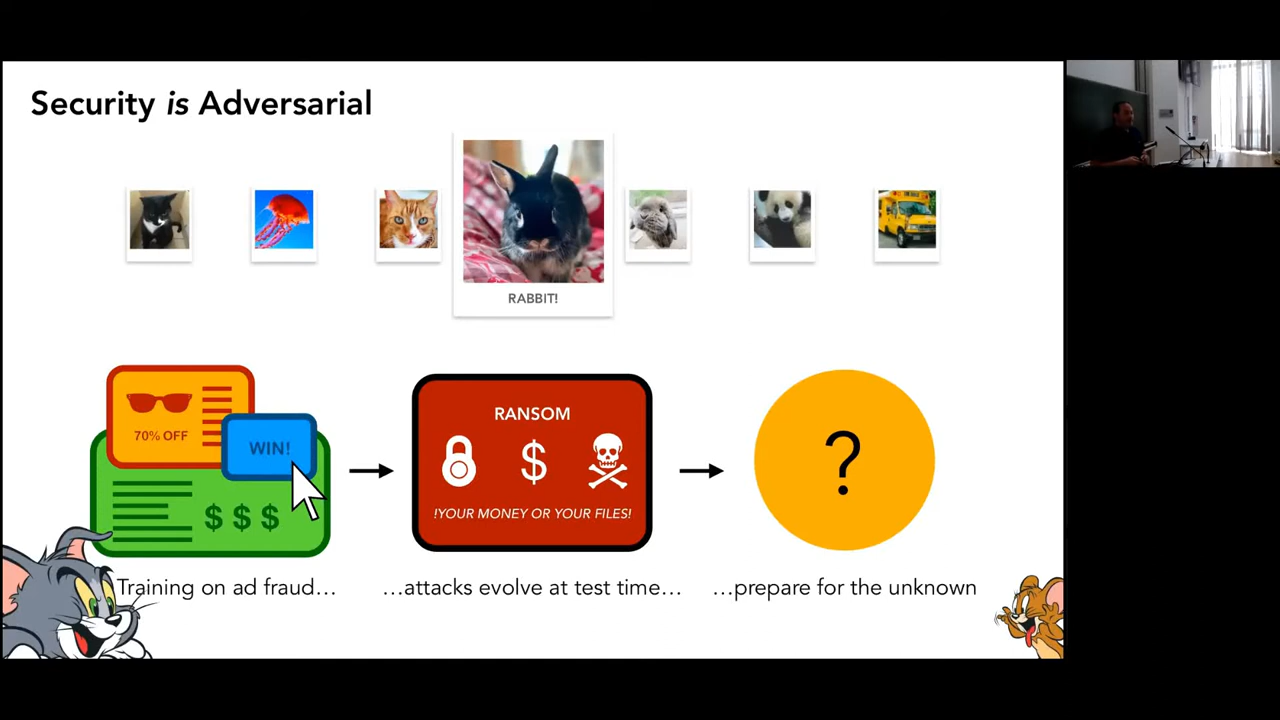 Security is Adversarial
RABBIT!
70% OFF
WIN!
$ $ $
RANSOM
$
!YOUR MONEY OR YOUR FILES!
?
Training on ad fraud…
…attacks evolve at test time…
…prepare for the unknown